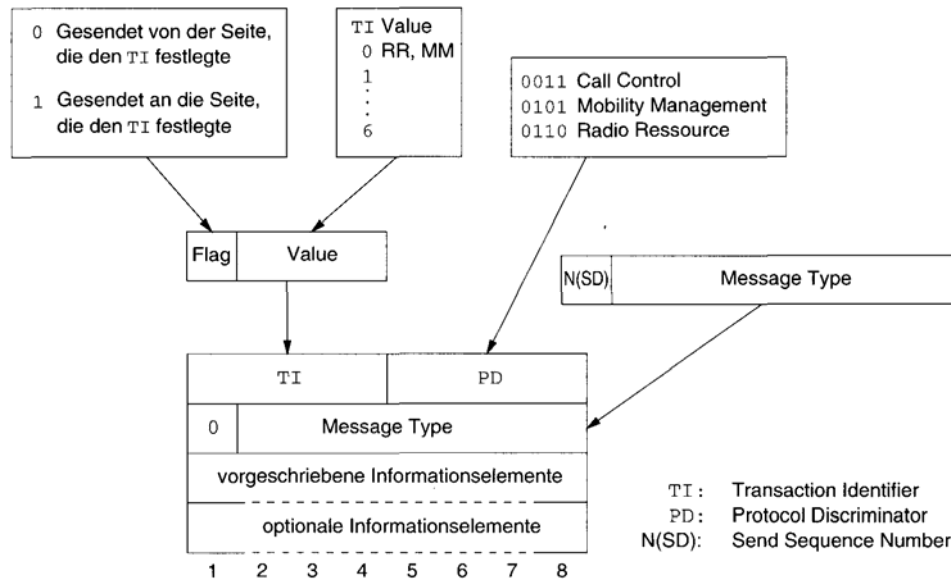 0 Gesendet von der Seite,
die den TI festlegte
1 Gesendet an die Seite,
die den TI festlegte
TI Value
0 RR, MM
1
.
.
.
6
0011 Call Control
0101 Mobility Management
0110 Radio Ressource
Flag Value
N(SD) Message Type
TI PD
0 Message Type
vorgeschriebene Informationselemente
optionale Informationselemente
1 2 3 4 5 6 7 8
TI: Transaction Identifier
PD: Protocol Discriminator
N(SD): Send Sequence Number